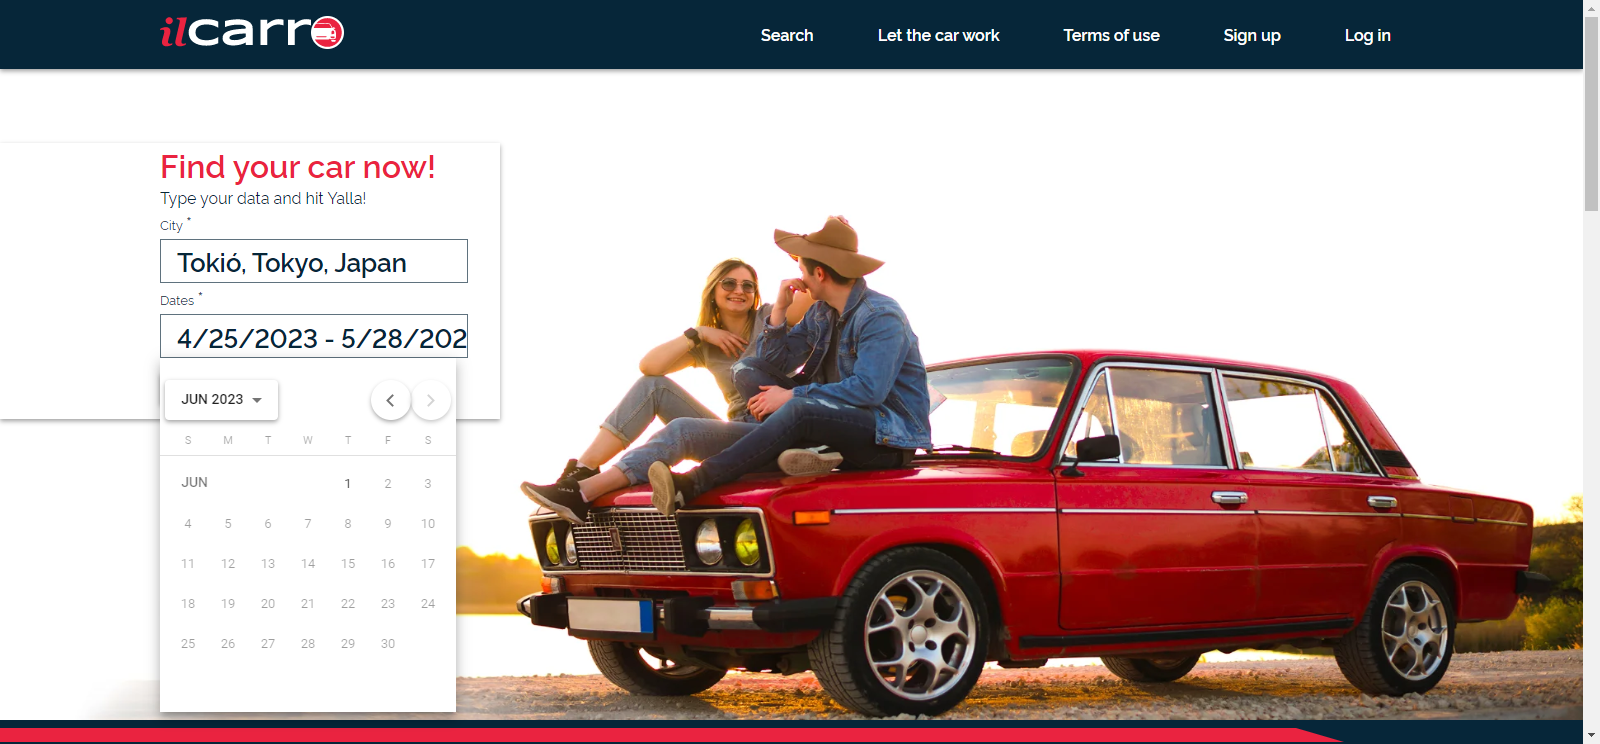 ilcarro
Search
Let the car work
Terms of use
Sign up
Log in
Find your car now!
Type your data and hit Yalla!
City *
Tokió, Tokyo, Japan
Dates *
4/25/2023 - 5/28/202
JUN 2023
S M T W T F S
JUN 1 2 3
4 5 6 7 8 9 10
11 12 13 14 15 16 17
18 19 20 21 22 23 24
25 26 27 28 29 30